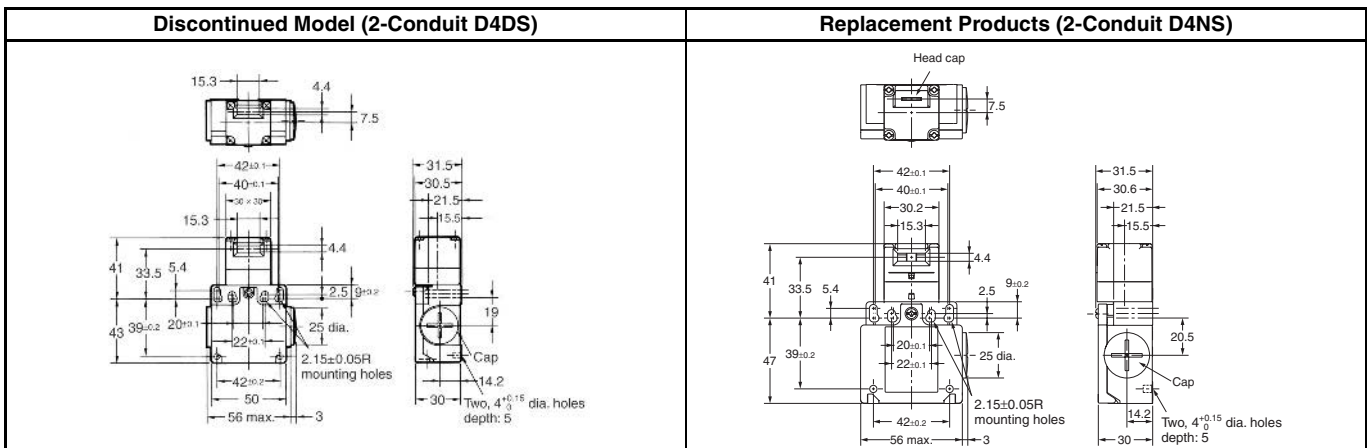 Discontinued Model (2-Conduit D4DS)
15.3
4.4
7.5
42±0.1
40±0.1
30 × 30
15.3
4.4
41
33.5
5.4
2.5
9±0.2
43
39±0.2
20±0.1
22±0.1
25 dia.
2.15±0.05R
mounting holes
42±0.2
50
56 max.
3
31.5
30.5
21.5
15.5
19
Cap
14.2
30
Two, 4+0.15 0 dia. holes
depth: 5
Replacement Products (2-Conduit D4NS)
Head cap
7.5
42±0.1
40±0.1
30.2
15.3
4.4
41
33.5
5.4
2.5
9±0.2
47
39±0.2
20±0.1
22±0.1
25 dia.
2.15±0.05R
mounting holes
42±0.2
56 max.
3
31.5
30.6
21.5
15.5
20.5
Cap
14.2
30
Two, 4+0.15 0 dia. holes
depth: 5